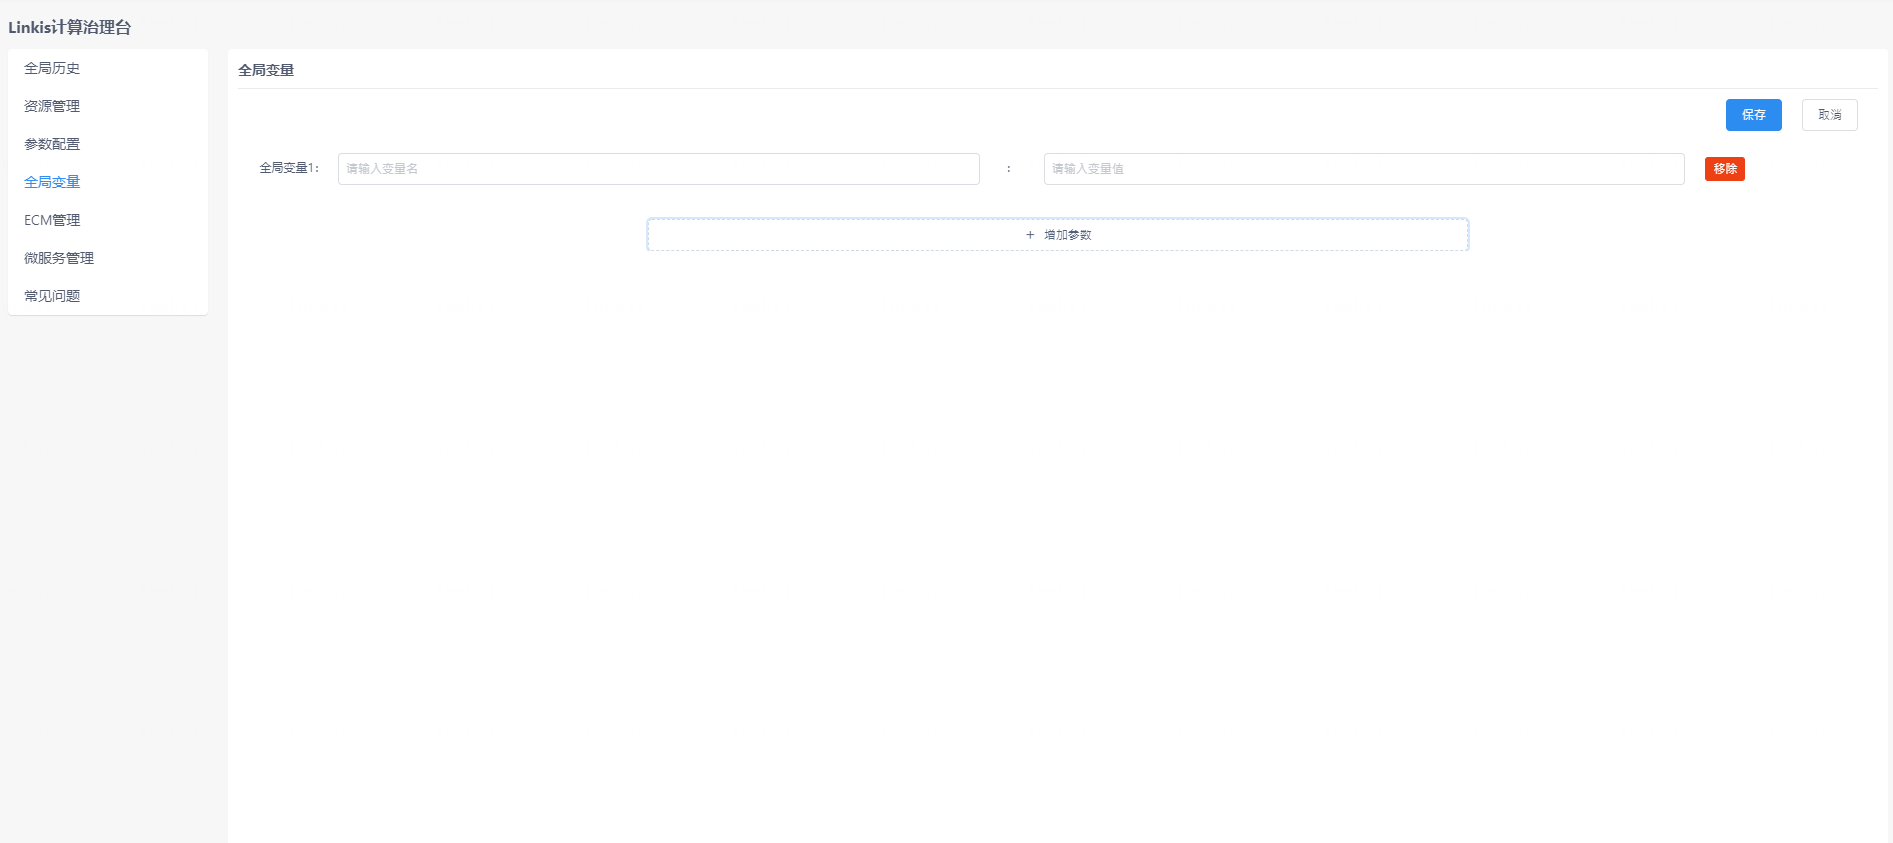 Linkis计算治理台
全局历史
资源管理
参数配置
全局变量
ECM管理
微服务管理
常见问题
全局变量
保存 取消
全局变量1： 请输入变量名 : 请输入变量值 移除
+ 增加参数